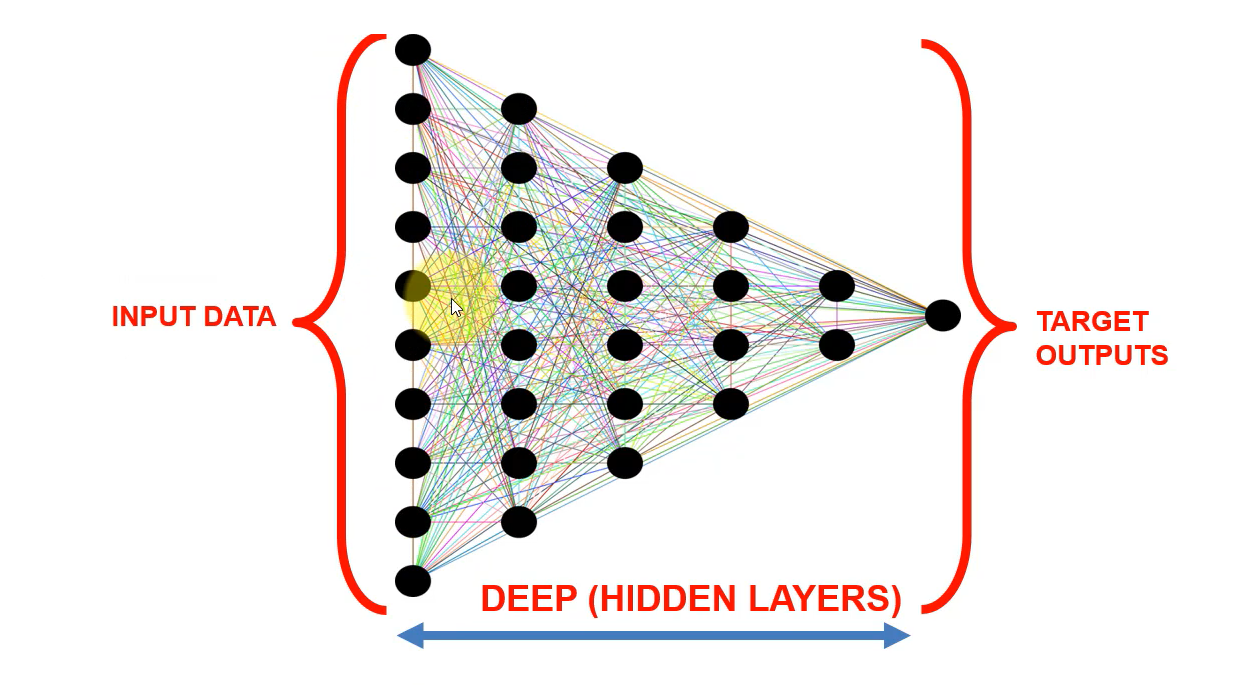 INPUT DATA
TARGET
OUTPUTS
DEEP (HIDDEN LAYERS)